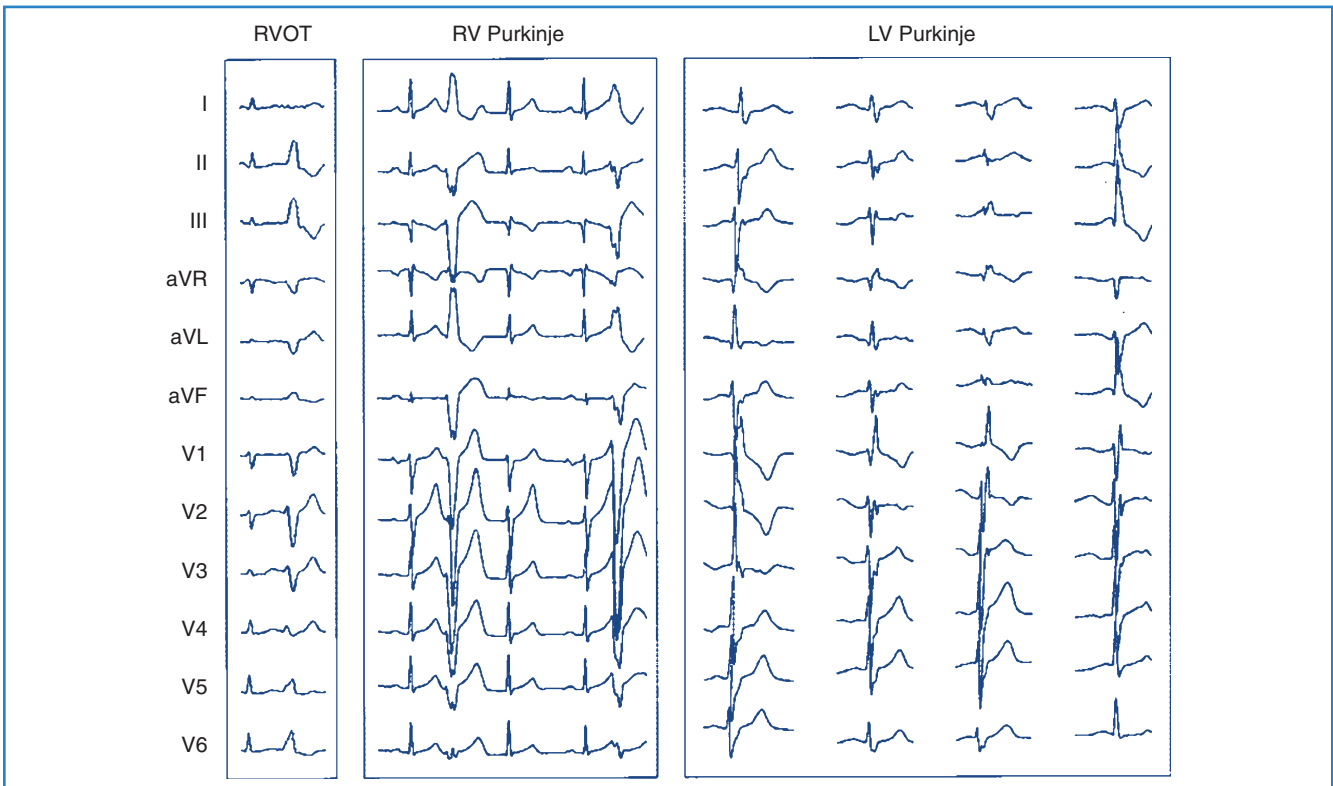 RVOT RV Purkinje LV Purkinje
I
II
III
aVR
aVL
aVF
V1
V2
V3
V4
V5
V6